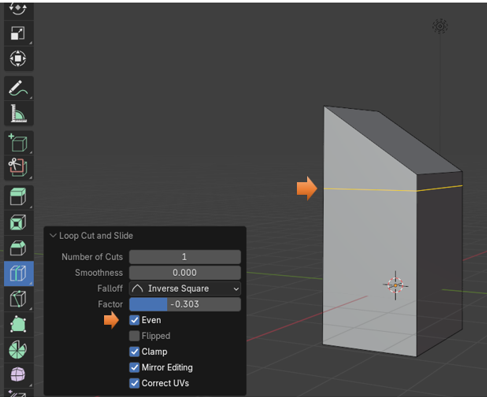 Loop Cut and Slide
Number of Cuts 1
Smoothness 0.000
Falloff Inverse Square
Factor -0.303
Even
Flipped
Clamp
Mirror Editing
Correct UVs